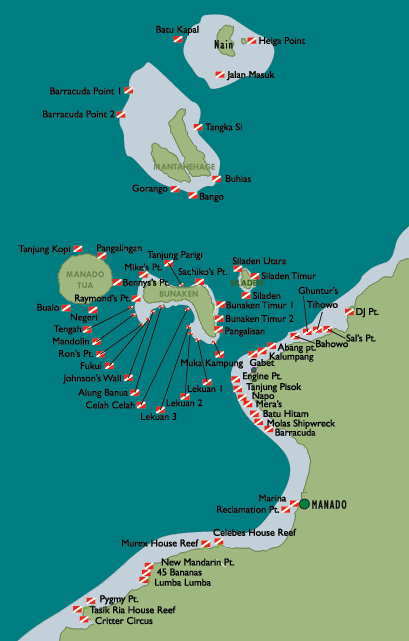 Batu Kapal
Nain
Helga Point
Jalan Masuk
Barracuda Point 1
Barracuda Point 2
Tangka Si
MANTAHEHAGE
Buhias
Gorango
Bango
Tanjung Kopi
Pangalingan
MANADO
TUA
Bualo
Negeri
Tanjung Parigi
Mike's Pt.
Sachiko's Pt.
Bennys's Pt.
BUNAKEN
Raymond's Pt.
Tengah
Mandolin
Ron's Pt.
Fukui
Johnson's Wall
Alung Banua
Celah Celah
Lekuan 3
Lekuan 2
Lekuan 1
Muka Kampung
Siladen Utara
Siladen Timur
SILADEN
Siladen
Bunaken Timur 1
Bunaken Timur 2
Pangalisan
Ghuntur's
Tihowo
DJ Pt.
Sal's Pt.
Bahowo
Abang pt.
Kalumpang
Gabet
Engine Pt.
Tanjung Pisok
Napo
Mera's
Batu Hitam
Molas Shipwreck
Barracuda
Marina
MANADO
Reclamation Pt.
Celebes House Reef
Murex House Reef
New Mandarin Pt.
45 Bananas
Lumba Lumba
Pygmy Pt.
Tasik Ria House Reef
Critter Circus